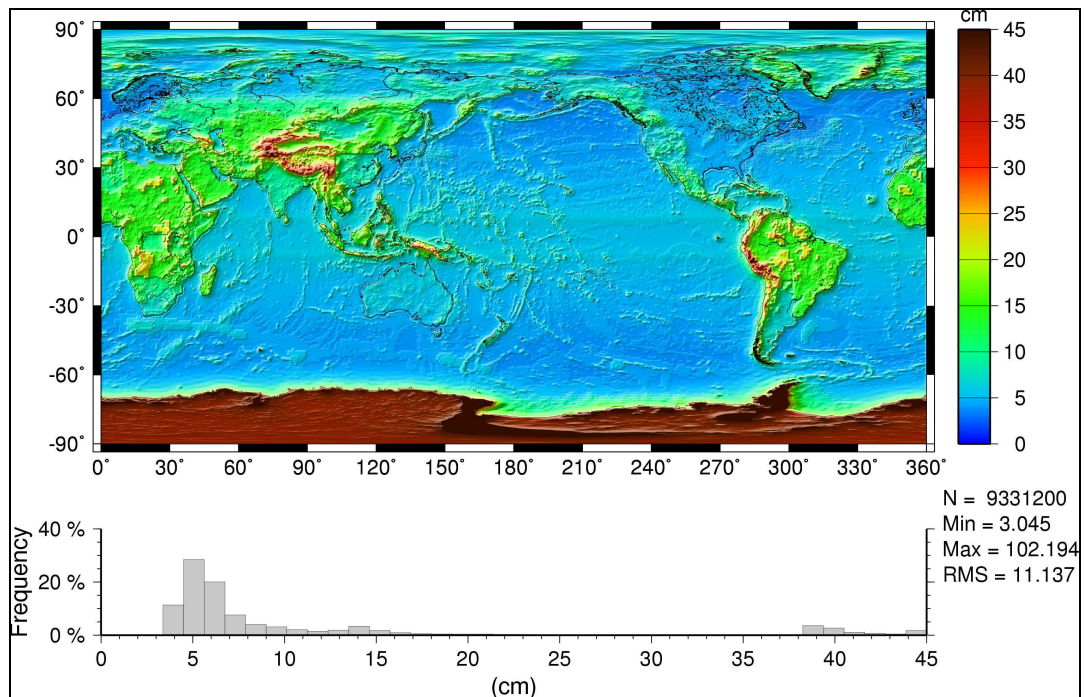 cm
90°
60°
30°
0°
-30°
-60°
-90°
45
40
35
30
25
20
15
10
5
0
0° 30° 60° 90° 120° 150° 180° 210° 240° 270° 300° 330° 360°
N = 9331200
Min = 3.045
Max = 102.194
RMS = 11.137
Frequency
40 %
20 %
0 %
0 5 10 15 20 25 30 35 40 45
(cm)